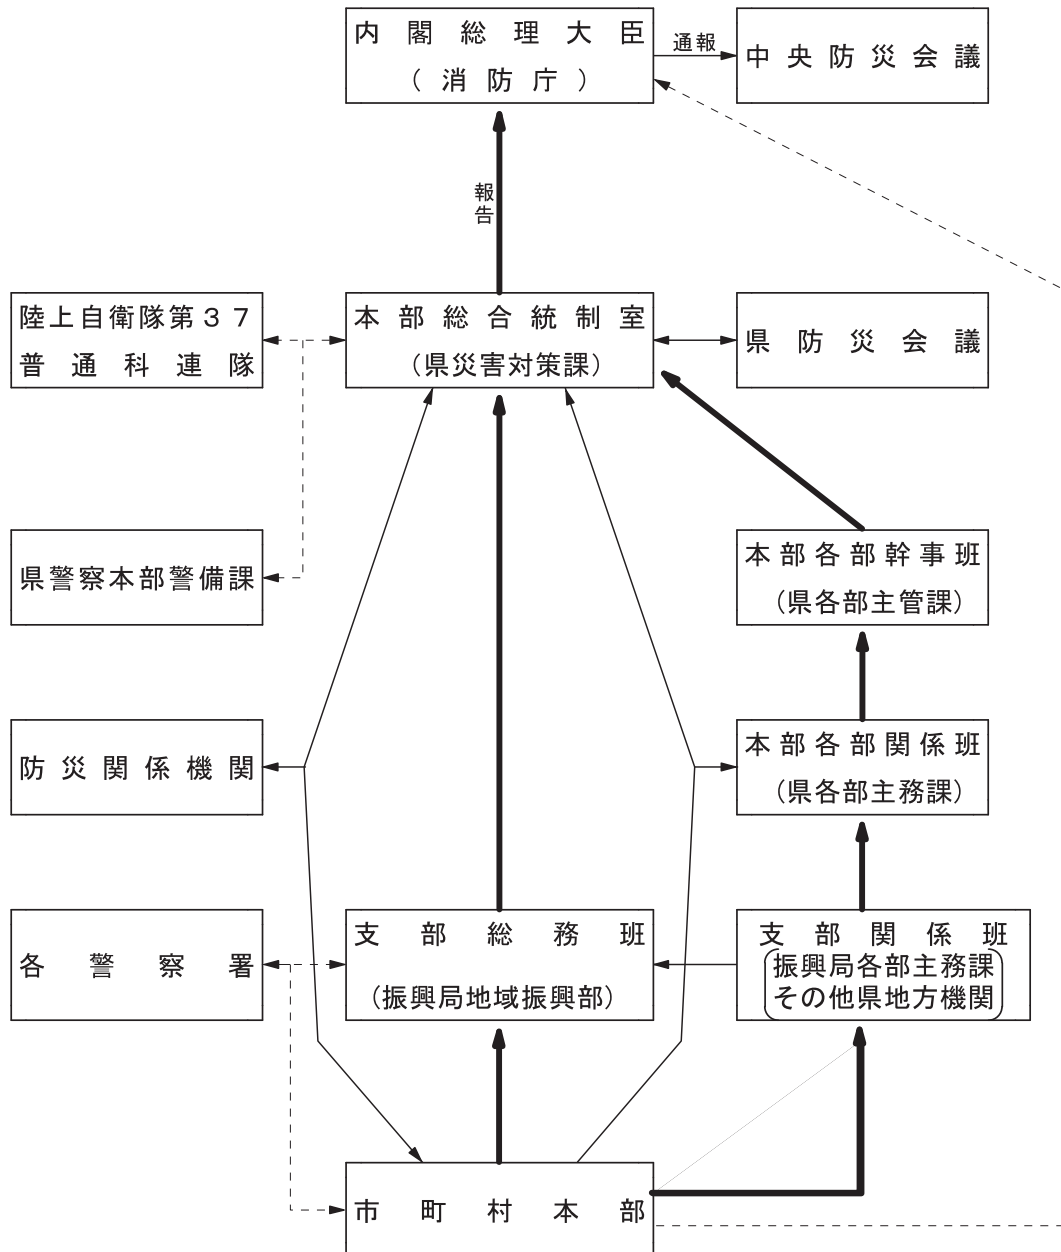 内閣総理大臣
(消防庁)
通報
中央防災会議
報告
陸上自衛隊第37
普通科連隊
本部総合統制室
(県災害対策課)
県防災会議
県警察本部警備課
本部各部幹事班
(県各部主管課)
防災関係機関
本部各部関係班
(県各部主務課)
各警察署
支部総務班
(振興局地域振興部)
支部関係班
(振興局各部主務課
その他県地方機関)
市町村本部